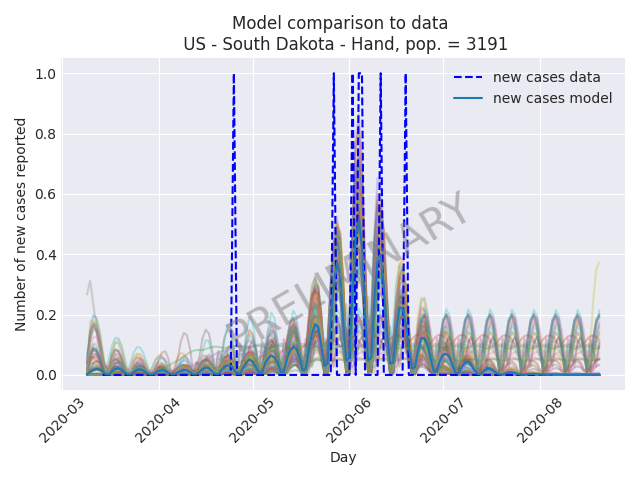 Model comparison to data
US - South Dakota - Hand, pop. = 3191
Number of new cases reported
1.0
0.8
0.6
0.4
0.2
0.0
new cases data
new cases model
PRELIMINARY
2020-03
2020-04
2020-05
2020-06
2020-07
2020-08
Day